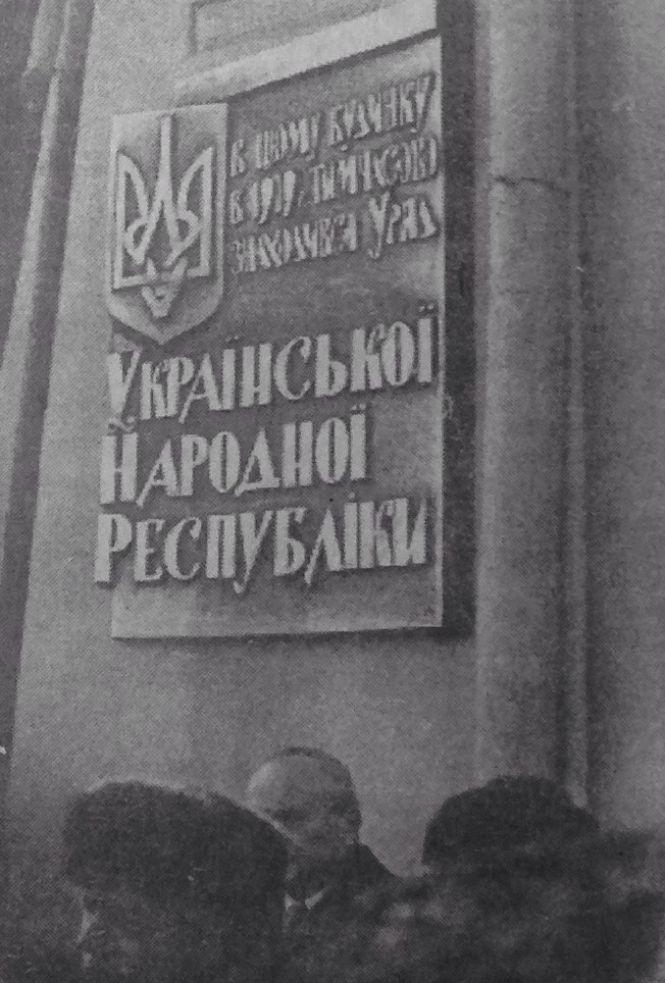 В цьому будинку
в 1919 р. тимчасово
знаходився Уряд
Української
Народної
Республіки